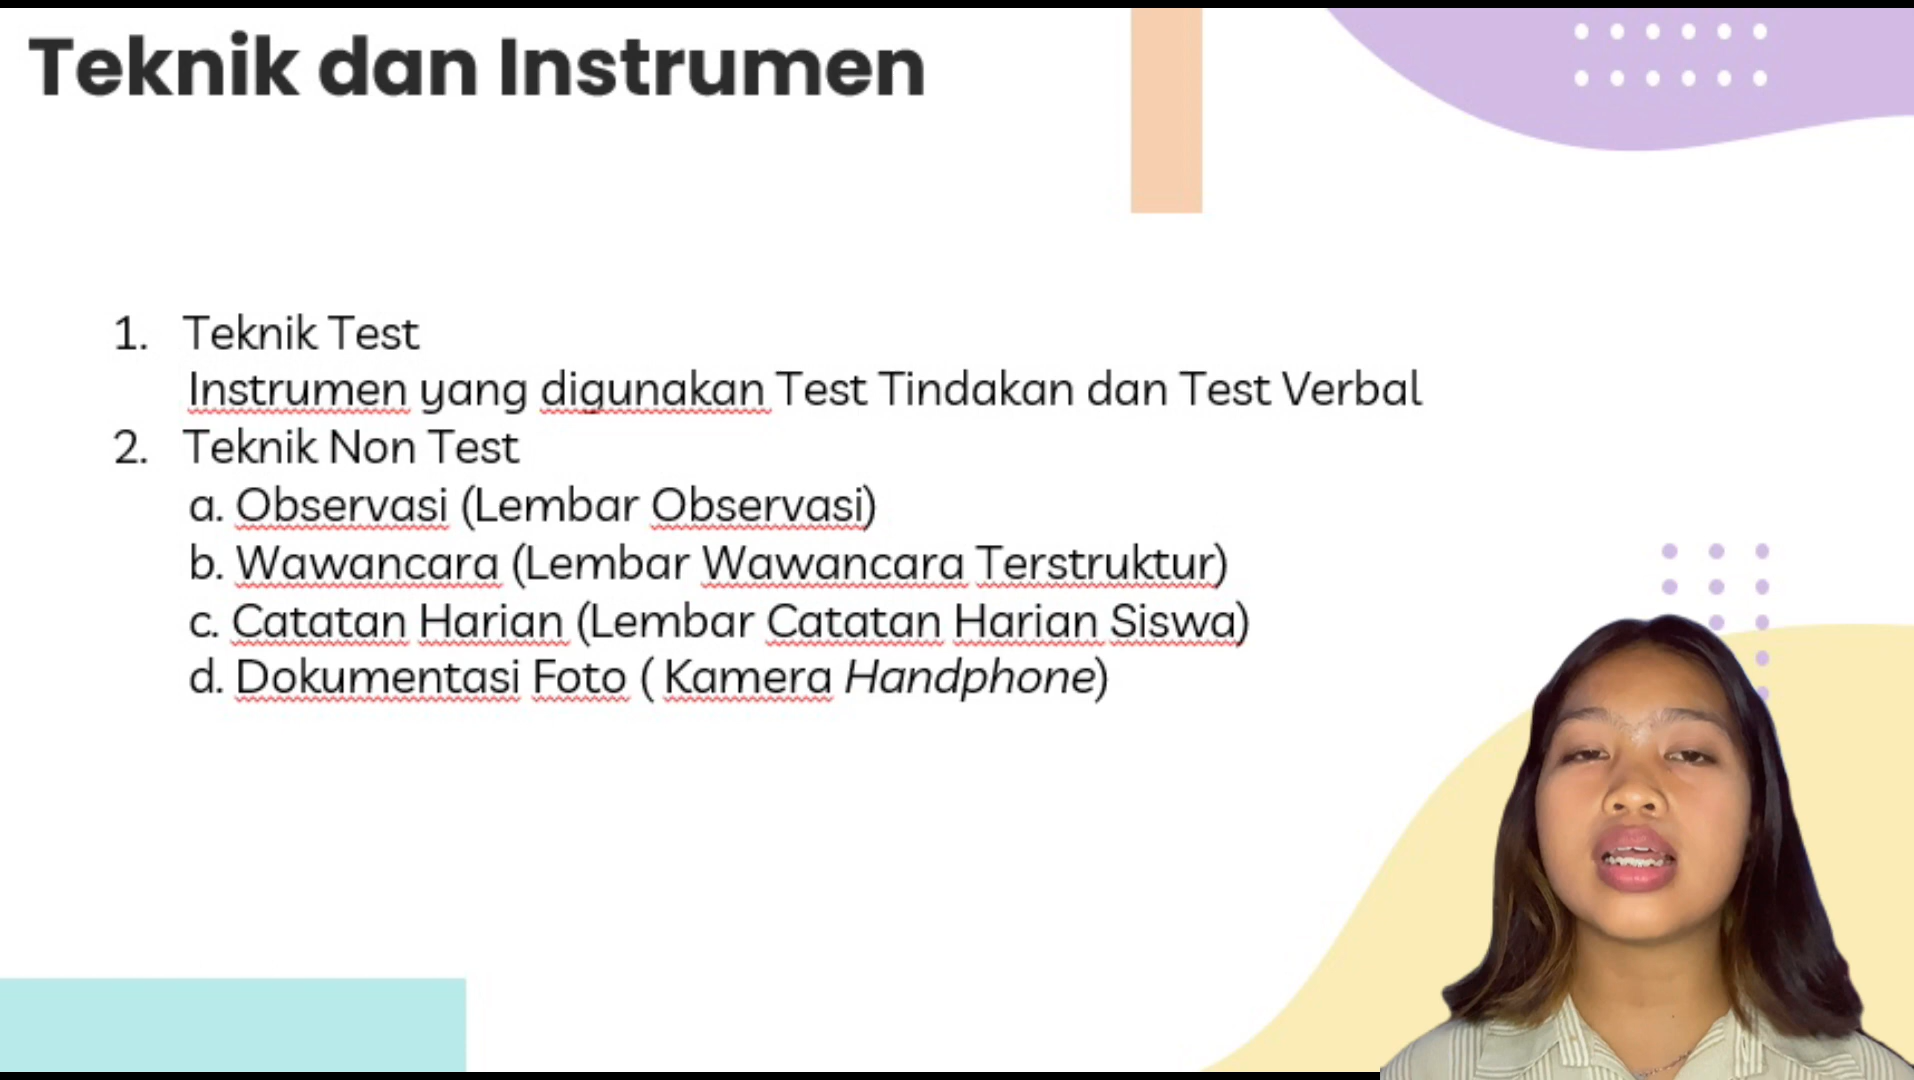 Teknik dan Instrumen
1. Teknik Test
Instrumen yang digunakan Test Tindakan dan Test Verbal
2. Teknik Non Test
a. Observasi (Lembar Observasi)
b. Wawancara (Lembar Wawancara Terstruktur)
c. Catatan Harian (Lembar Catatan Harian Siswa)
d. Dokumentasi Foto ( Kamera Handphone)